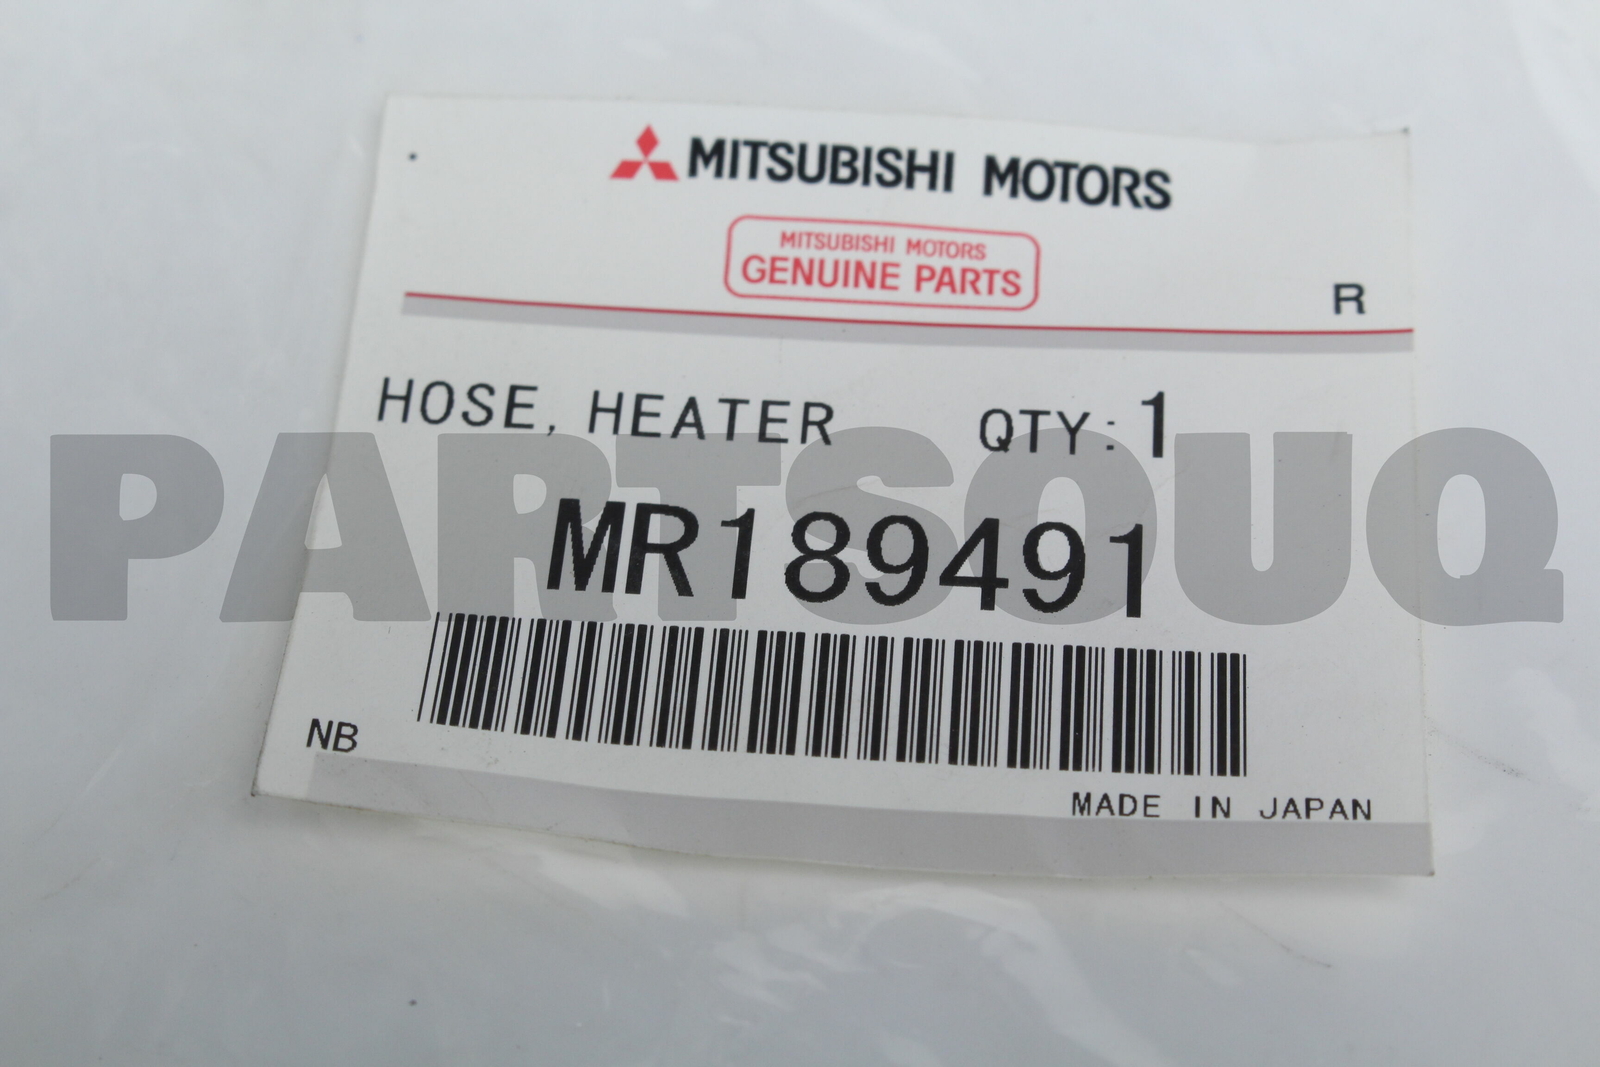 MITSUBISHI MOTORS
MITSUBISHI MOTORS
GENUINE PARTS
R
HOSE, HEATER QTY: 1
PARTSOUQ
MR189491
NB
MADE IN JAPAN